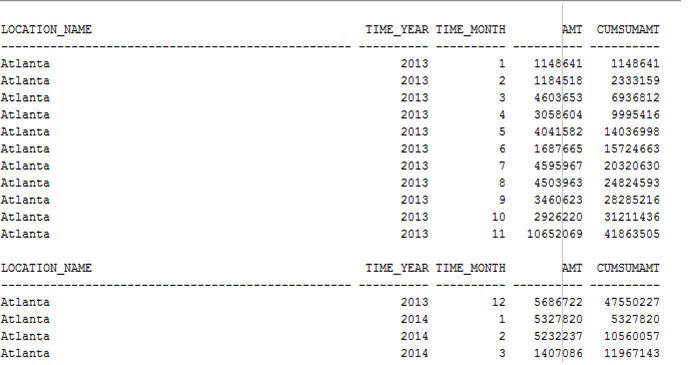 LOCATION_NAME TIME_YEAR TIME_MONTH AMT CUMSUMAMT
-------------------------------------------------- ---------- ---------- ---------- ----------
Atlanta 2013 1 1148641 1148641
Atlanta 2013 2 1184518 2333159
Atlanta 2013 3 4603653 6936812
Atlanta 2013 4 3058604 9995416
Atlanta 2013 5 4041582 14036998
Atlanta 2013 6 1687665 15724663
Atlanta 2013 7 4595967 20320630
Atlanta 2013 8 4503963 24824593
Atlanta 2013 9 3460623 28285216
Atlanta 2013 10 2926220 31211436
Atlanta 2013 11 10652069 41863505
LOCATION_NAME TIME_YEAR TIME_MONTH AMT CUMSUMAMT
-------------------------------------------------- ---------- ---------- ---------- ----------
Atlanta 2013 12 5686722 47550227
Atlanta 2014 1 5327820 5327820
Atlanta 2014 2 5232237 10560057
Atlanta 2014 3 1407086 11967143